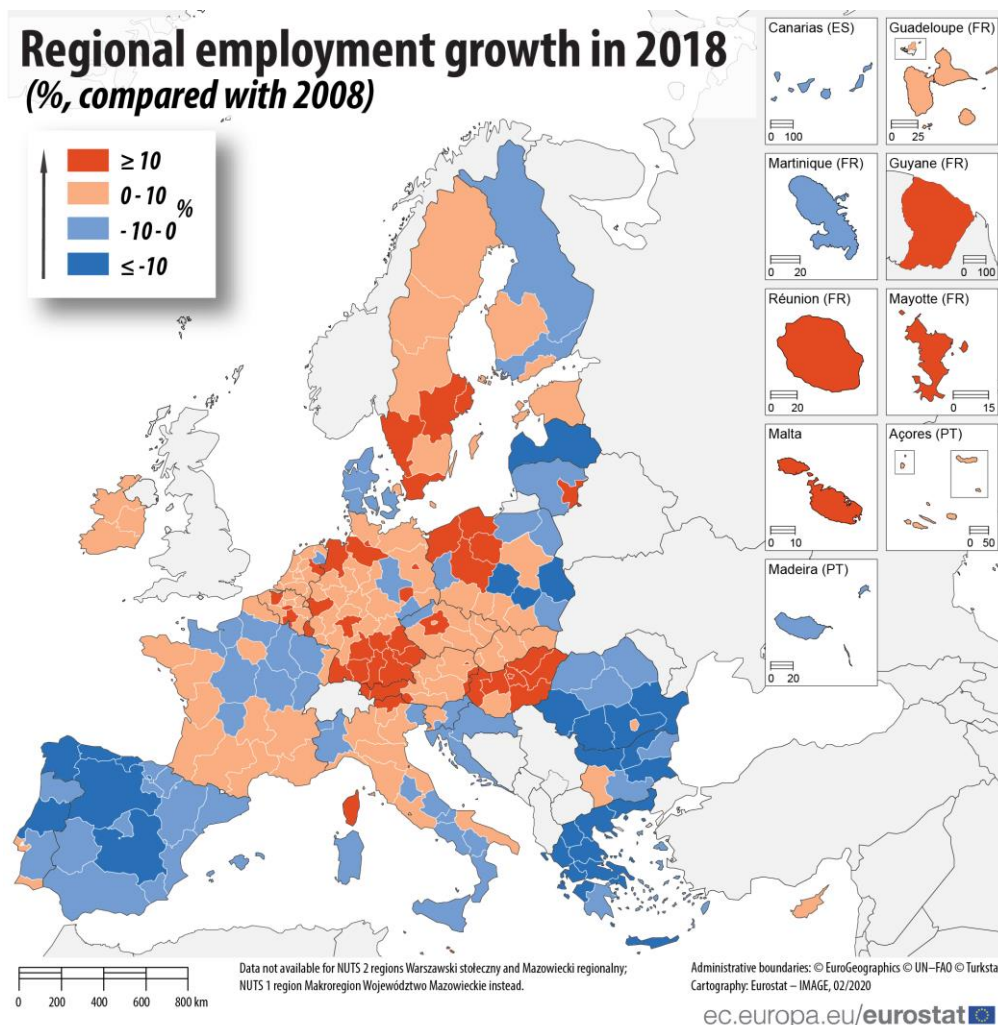 Regional employment growth in 2018
(%, compared with 2008)
≥ 10
0 - 10
%
- 10 - 0
≤ -10
Canarias (ES)
0 100
Guadeloupe (FR)
0 25
Martinique (FR)
0 20
Guyane (FR)
0 100
Réunion (FR)
0 20
Mayotte (FR)
0 15
Malta
0 10
Açores (PT)
0 50
Madeira (PT)
0 20
0 200 400 600 800 km
Data not available for NUTS 2 regions Warszawski stołeczny and Mazowiecki regionalny;
NUTS 1 region Makroregion Województwo Mazowieckie instead.
Administrative boundaries: © EuroGeographics © UN–FAO © Turksta
Cartography: Eurostat – IMAGE, 02/2020
ec.europa.eu/eurostat